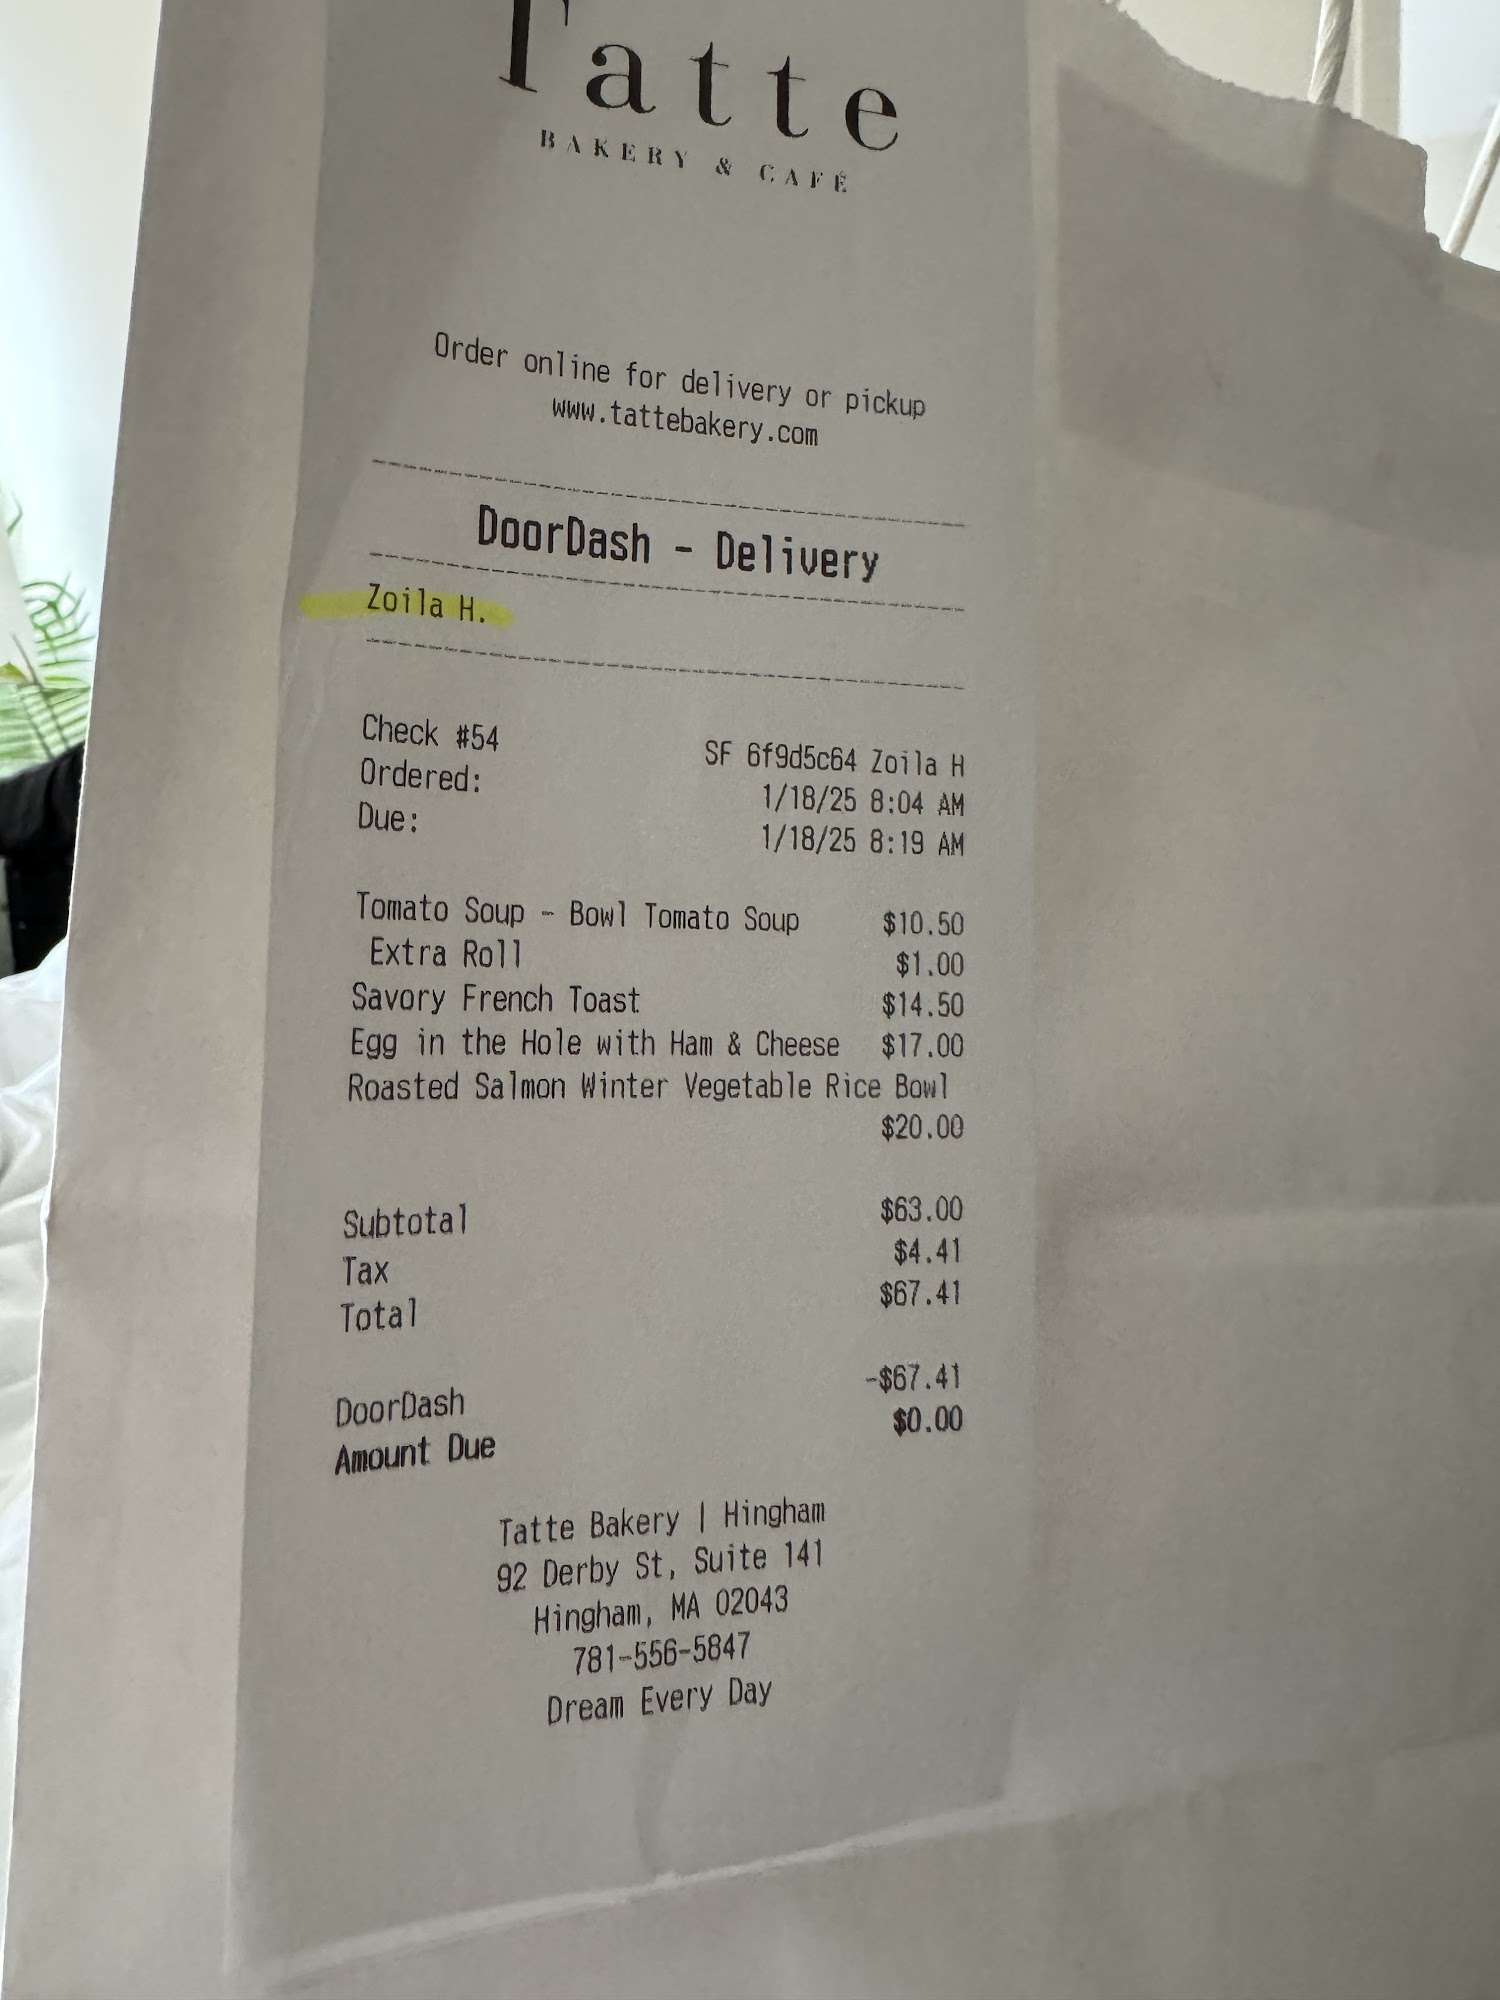 Tatte
BAKERY & CAFÉ
Order online for delivery or pickup
www.tattebakery.com
DoorDash - Delivery
Zoila H.
Check #54 SF 6f9d5c64 Zoila H
Ordered: 1/18/25 8:04 AM
Due: 1/18/25 8:19 AM
Tomato Soup - Bowl Tomato Soup $10.50
Extra Roll $1.00
Savory French Toast $14.50
Egg in the Hole with Ham & Cheese $17.00
Roasted Salmon Winter Vegetable Rice Bowl
$20.00
Subtotal $63.00
Tax $4.41
Total $67.41
DoorDash -$67.41
Amount Due $0.00
Tatte Bakery | Hingham
92 Derby St, Suite 141
Hingham, MA 02043
781-556-5847
Dream Every Day